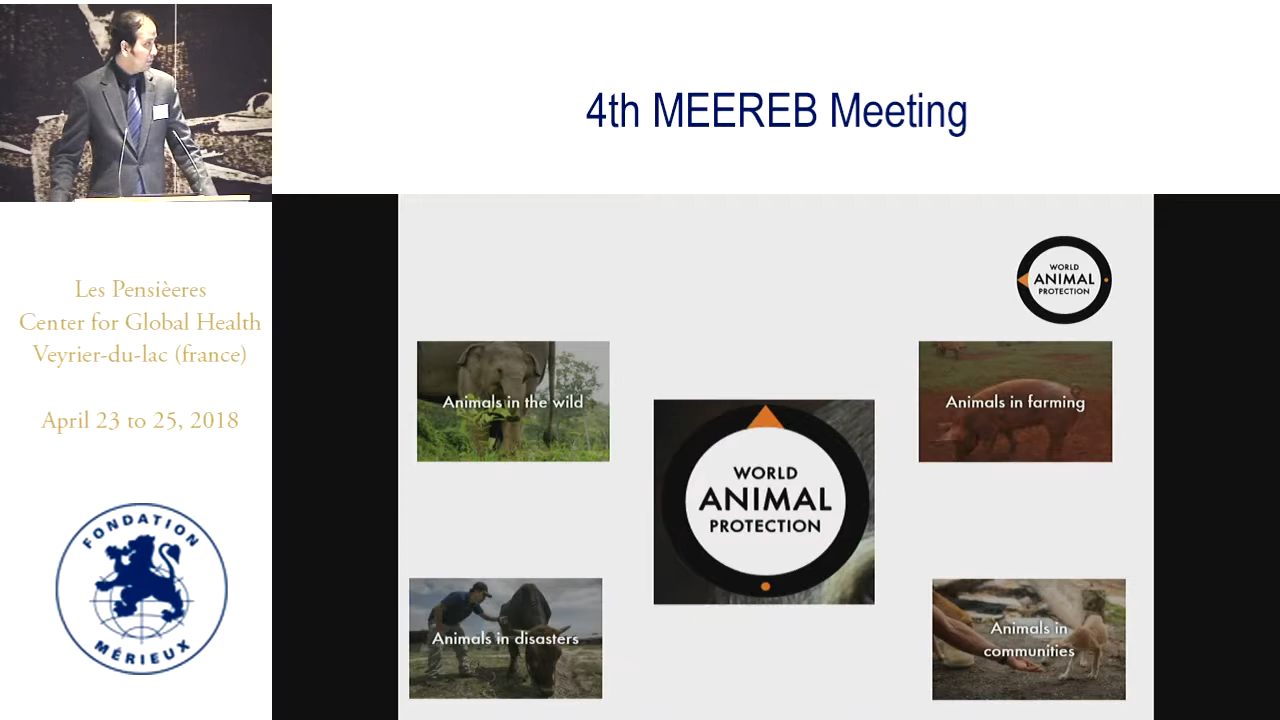 4th MEEREB Meeting
Les Pensièeres
Center for Global Health
Veyrier-du-lac (france)
April 23 to 25, 2018
FONDATION
MÉRIEUX
WORLD
ANIMAL
PROTECTION
Animals in the wild
Animals in farming
WORLD
ANIMAL
PROTECTION
Animals in disasters
Animals in
communities